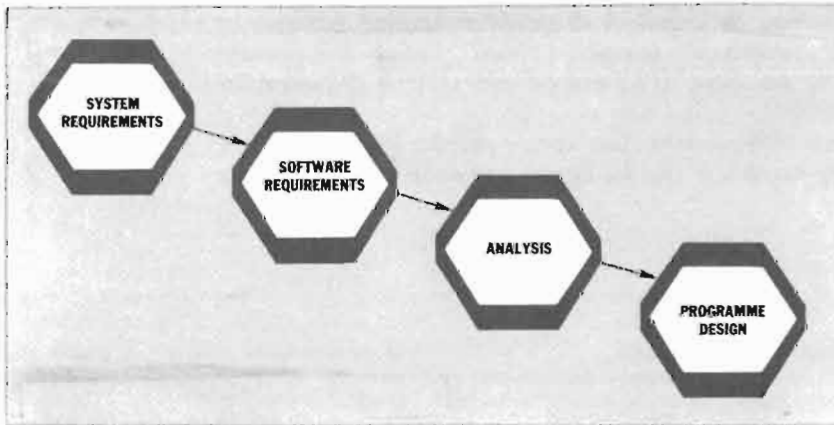 SYSTEM
REQUIREMENTS
SOFTWARE
REQUIREMENTS
ANALYSIS
PROGRAMME
DESIGN